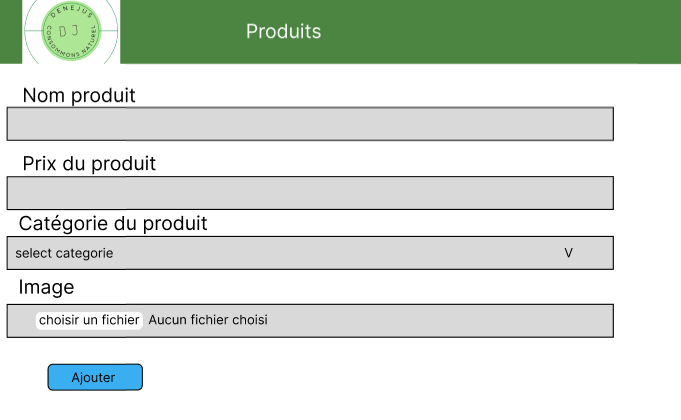 DENEJUS
DJ
CONSOMMONS NATUREL
Produits
Nom produit
Prix du produit
Catégorie du produit
select categorie V
Image
choisir un fichier Aucun fichier choisi
Ajouter